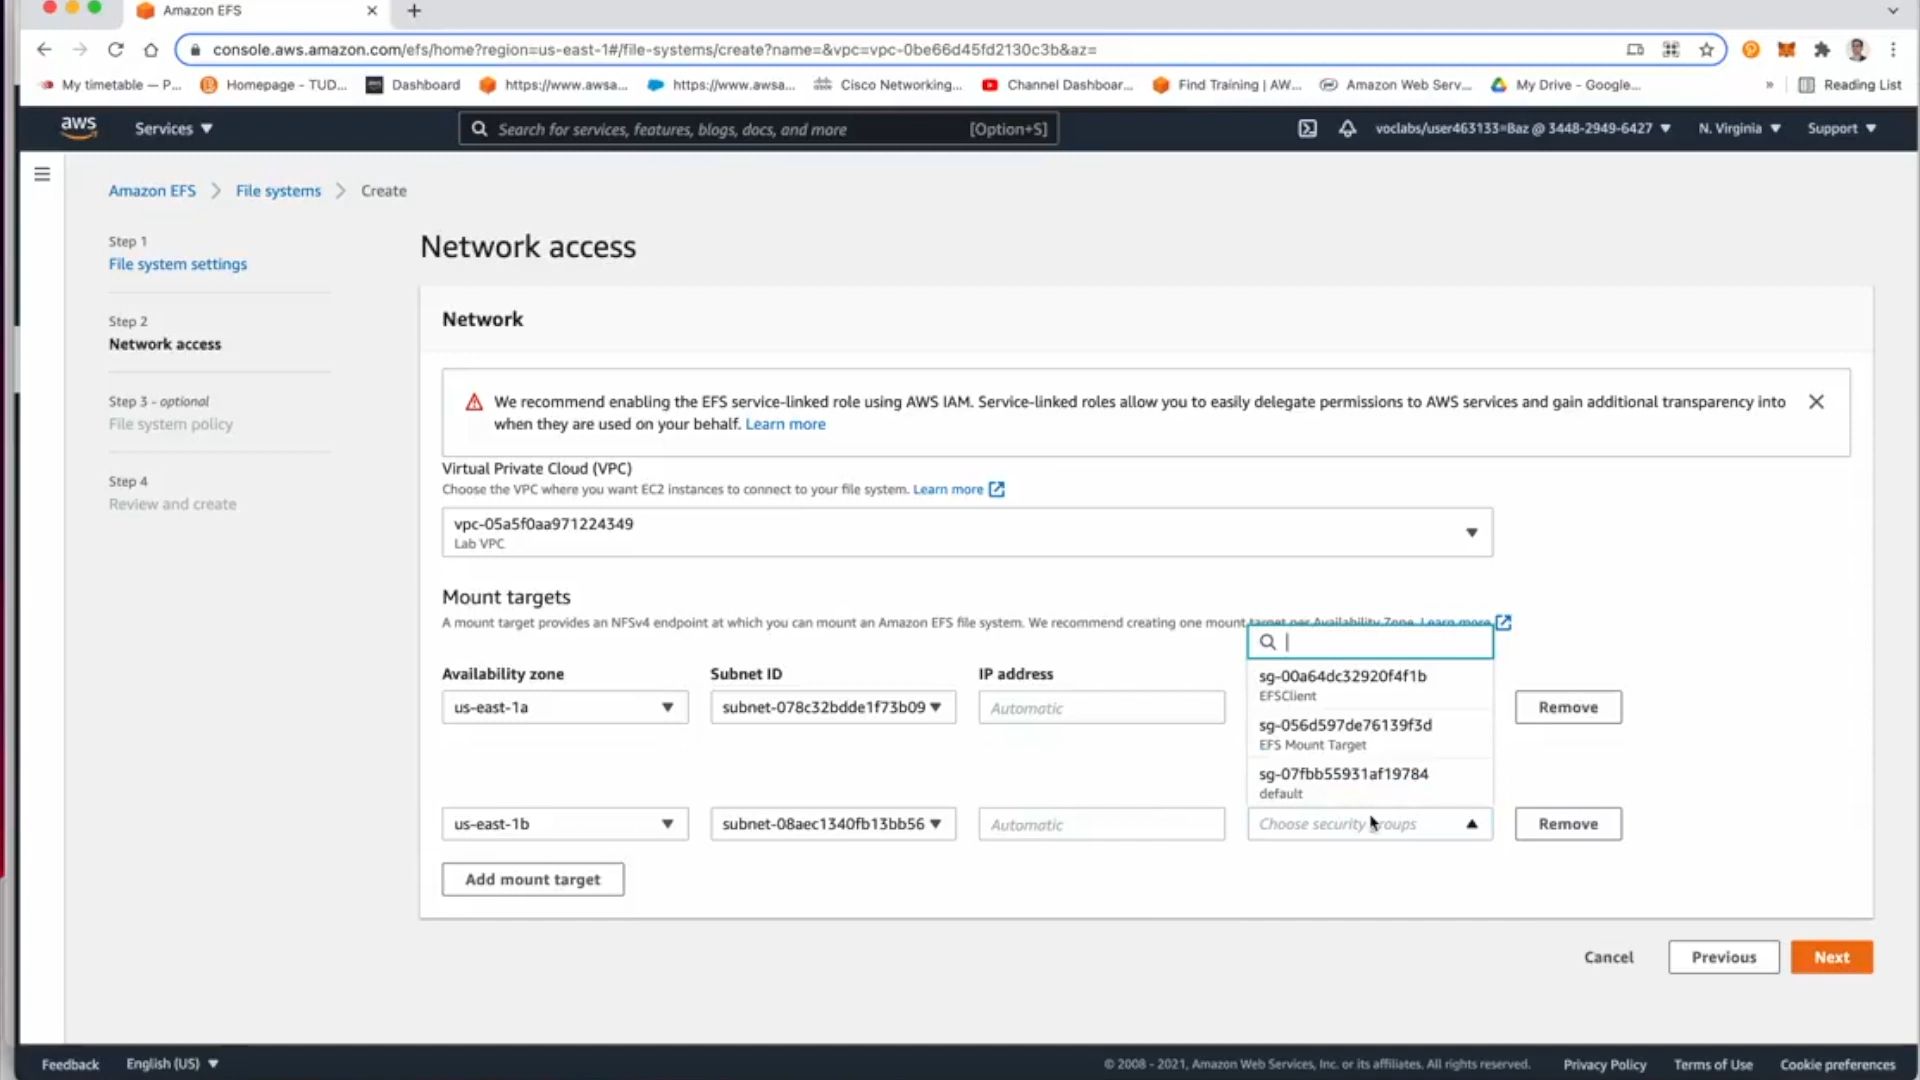 Amazon EFS
console.aws.amazon.com/efs/home?region=us-east-1#/file-systems/create?name=&vpc=vpc-0be66d45fd2130c3b&az=
My timetable — P... Homepage - TUD... Dashboard https://www.awsa... https://www.awsa... Cisco Networking... Channel Dashboar... Find Training | AW... Amazon Web Serv... My Drive - Google... » Reading List
aws Services Search for services, features, blogs, docs, and more [Option+S] voclabs/user463133=Baz @ 3448-2949-6427 N. Virginia Support
Amazon EFS > File systems > Create
Step 1
File system settings
Step 2
Network access
Step 3 - optional
File system policy
Step 4
Review and create
Network access
Network
We recommend enabling the EFS service-linked role using AWS IAM. Service-linked roles allow you to easily delegate permissions to AWS services and gain additional transparency into
when they are used on your behalf. Learn more
Virtual Private Cloud (VPC)
Choose the VPC where you want EC2 instances to connect to your file system. Learn more
vpc-05a5f0aa971224349
Lab VPC
Mount targets
A mount target provides an NFSv4 endpoint at which you can mount an Amazon EFS file system. We recommend creating one mount target per Availability Zone. Learn more
Availability zone Subnet ID IP address
us-east-1a subnet-078c32bdde1f73b09 Automatic Remove
sg-00a64dc32920f4f1b
EFSClient
sg-056d597de76139f3d
EFS Mount Target
sg-07fbb55931af19784
default
us-east-1b subnet-08aec1340fb13bb56 Automatic Choose security groups Remove
Add mount target
Cancel Previous Next
Feedback English (US) © 2008 - 2021, Amazon Web Services, Inc. or its affiliates. All rights reserved. Privacy Policy Terms of Use Cookie preferences